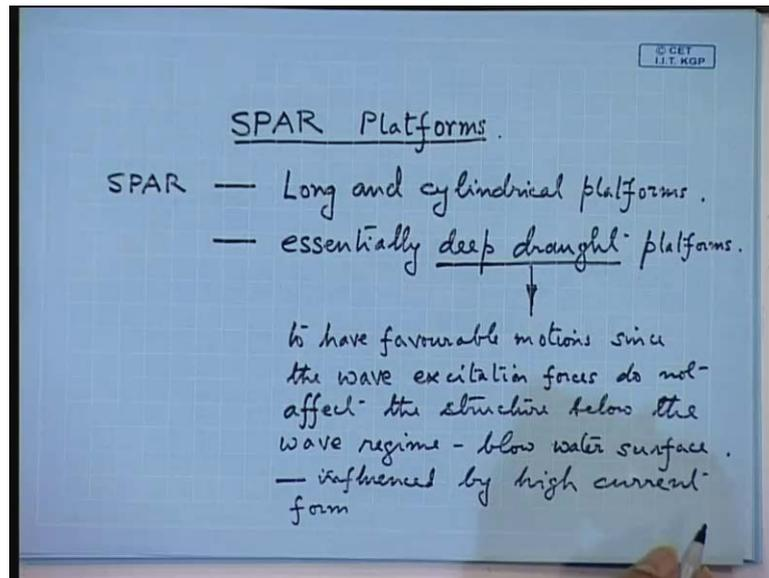 © CET
I.I.T. KGP
SPAR Platforms.
SPAR — Long and cylindrical platforms.
— essentially deep draught platforms.
to have favourable motions since
the wave excitation forces do not
affect the structure below the
wave regime - blow water surface.
— influenced by high current
form